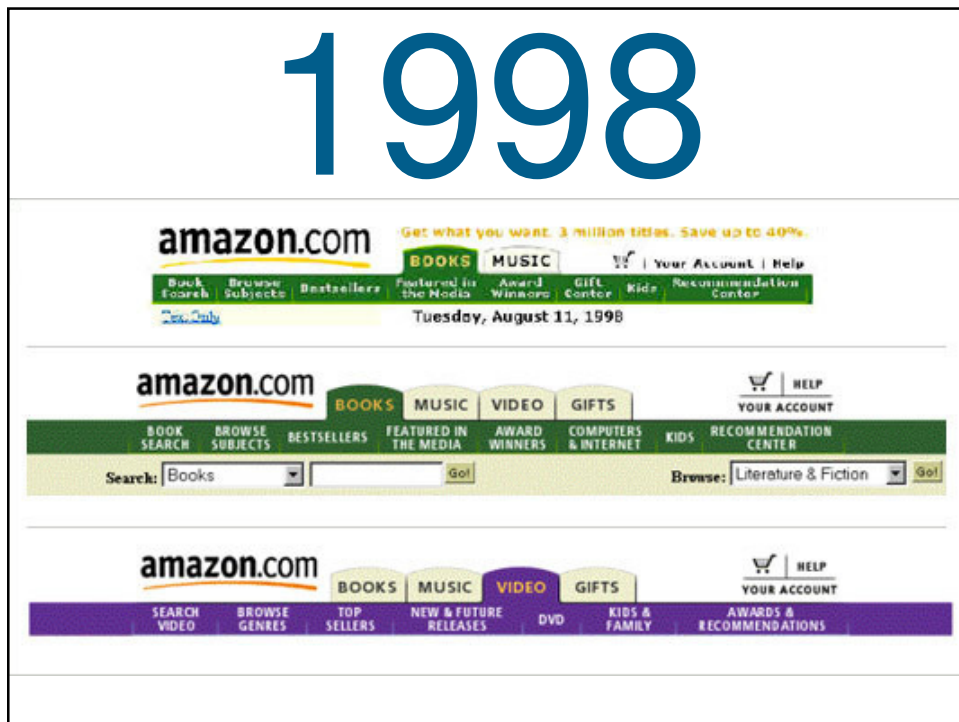 1998
amazon.com
Get what you want. 3 million titles. Save up to 40%.
BOOKS MUSIC | Your Account | Help
Book Search | Browse Subjects | Bestsellers | Featured in the Media | Award Winners | Gift Center | Kids | Recommendation Center
Text Only
Tuesday, August 11, 1998
amazon.com
BOOKS MUSIC VIDEO GIFTS
HELP
YOUR ACCOUNT
BOOK SEARCH BROWSE SUBJECTS BESTSELLERS FEATURED IN THE MEDIA AWARD WINNERS COMPUTERS & INTERNET KIDS RECOMMENDATION CENTER
Search: Books Go! Browse: Literature & Fiction Go!
amazon.com
BOOKS MUSIC VIDEO GIFTS
HELP
YOUR ACCOUNT
SEARCH VIDEO BROWSE GENRES TOP SELLERS NEW & FUTURE RELEASES DVD KIDS & FAMILY AWARDS & RECOMMENDATIONS